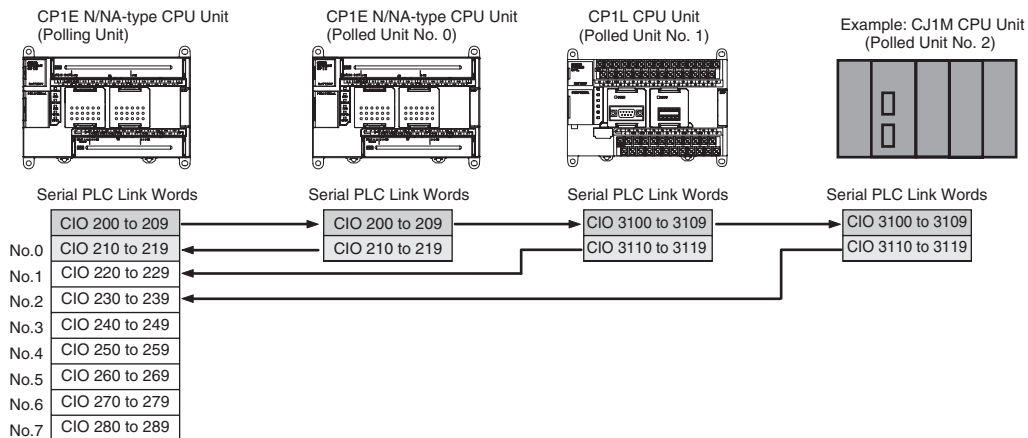 CP1E N/NA-type CPU Unit
(Polling Unit)
CP1E N/NA-type CPU Unit
(Polled Unit No. 0)
CP1L CPU Unit
(Polled Unit No. 1)
Example: CJ1M CPU Unit
(Polled Unit No. 2)
Serial PLC Link Words
Serial PLC Link Words
Serial PLC Link Words
Serial PLC Link Words
CIO 200 to 209
CIO 200 to 209
CIO 3100 to 3109
CIO 3100 to 3109
No.0 CIO 210 to 219
CIO 210 to 219
CIO 3110 to 3119
CIO 3110 to 3119
No.1 CIO 220 to 229
No.2 CIO 230 to 239
No.3 CIO 240 to 249
No.4 CIO 250 to 259
No.5 CIO 260 to 269
No.6 CIO 270 to 279
No.7 CIO 280 to 289